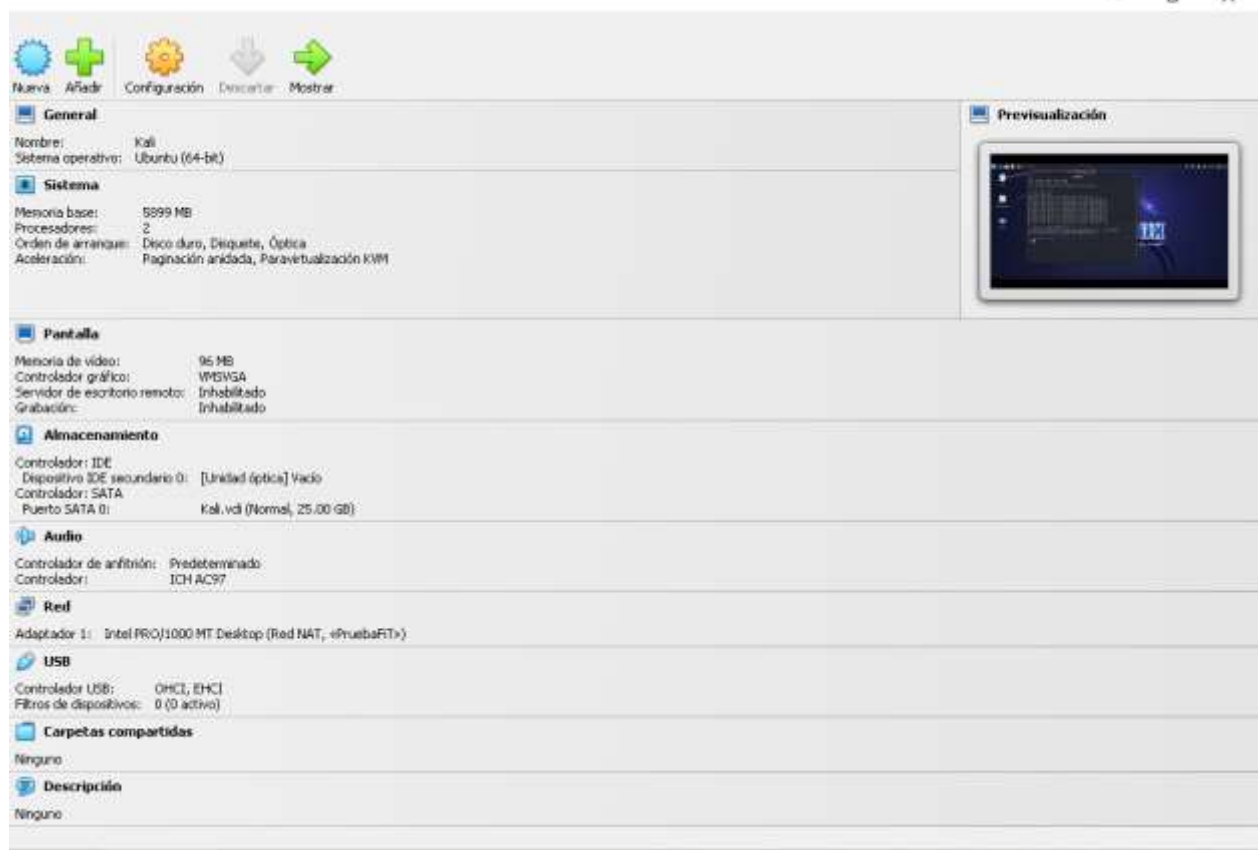 Nueva Añadir Configuración Descartar Mostrar
General
Nombre: Kali
Sistema operativo: Ubuntu (64-bit)
Previsualización
Sistema
Memoria base: 5899 MB
Procesadores: 2
Orden de arranque: Disco duro, Disquete, Óptica
Aceleración: Paginación anidada, Paravirtualización KVM
Pantalla
Memoria de vídeo: 96 MB
Controlador gráfico: VMSVGA
Servidor de escritorio remoto: Inhabilitado
Grabación: Inhabilitado
Almacenamiento
Controlador: IDE
Dispositivo IDE secundario 0: [Unidad óptica] Vacío
Controlador: SATA
Puerto SATA 0: Kali.vdi (Normal, 25.00 GB)
Audio
Controlador de anfitrión: Predeterminado
Controlador: ICH AC97
Red
Adaptador 1: Intel PRO/1000 MT Desktop (Red NAT, «PruebaFiT»)
USB
Controlador USB: OHCI, EHCI
Filtros de dispositivos: 0 (0 activo)
Carpetas compartidas
Ninguno
Descripción
Ninguno